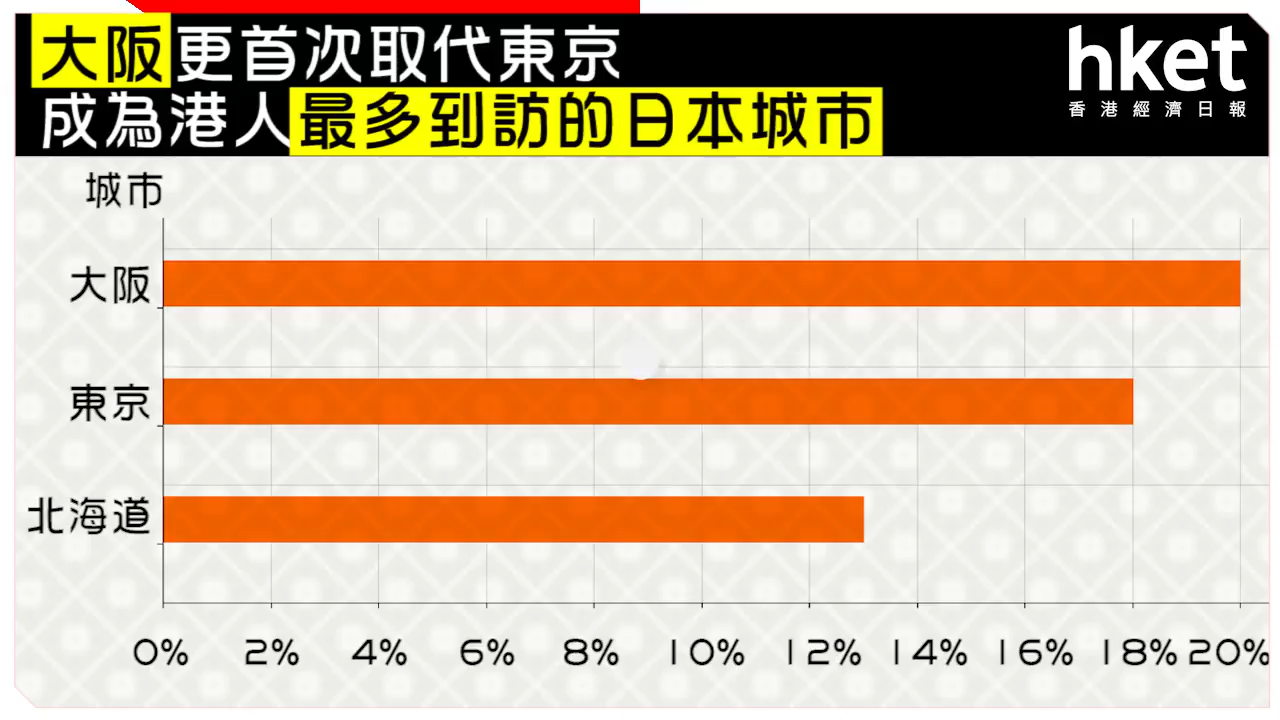 大阪更首次取代東京
成為港人最多到訪的日本城市
hket
香港經濟日報
城市
大阪
東京
北海道
0% 2% 4% 6% 8% 10% 12% 14% 16% 18% 20%